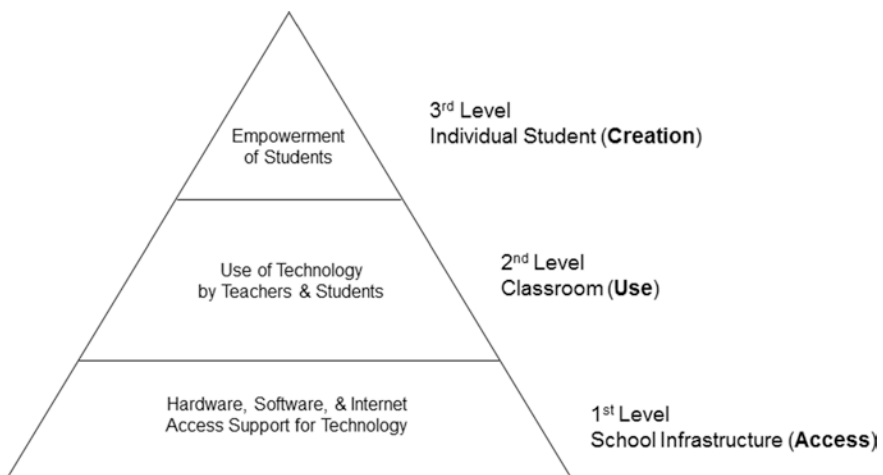 3rd Level
Individual Student (Creation)
Empowerment
of Students
2nd Level
Classroom (Use)
Use of Technology
by Teachers & Students
Hardware, Software, & Internet
Access Support for Technology
1st Level
School Infrastructure (Access)